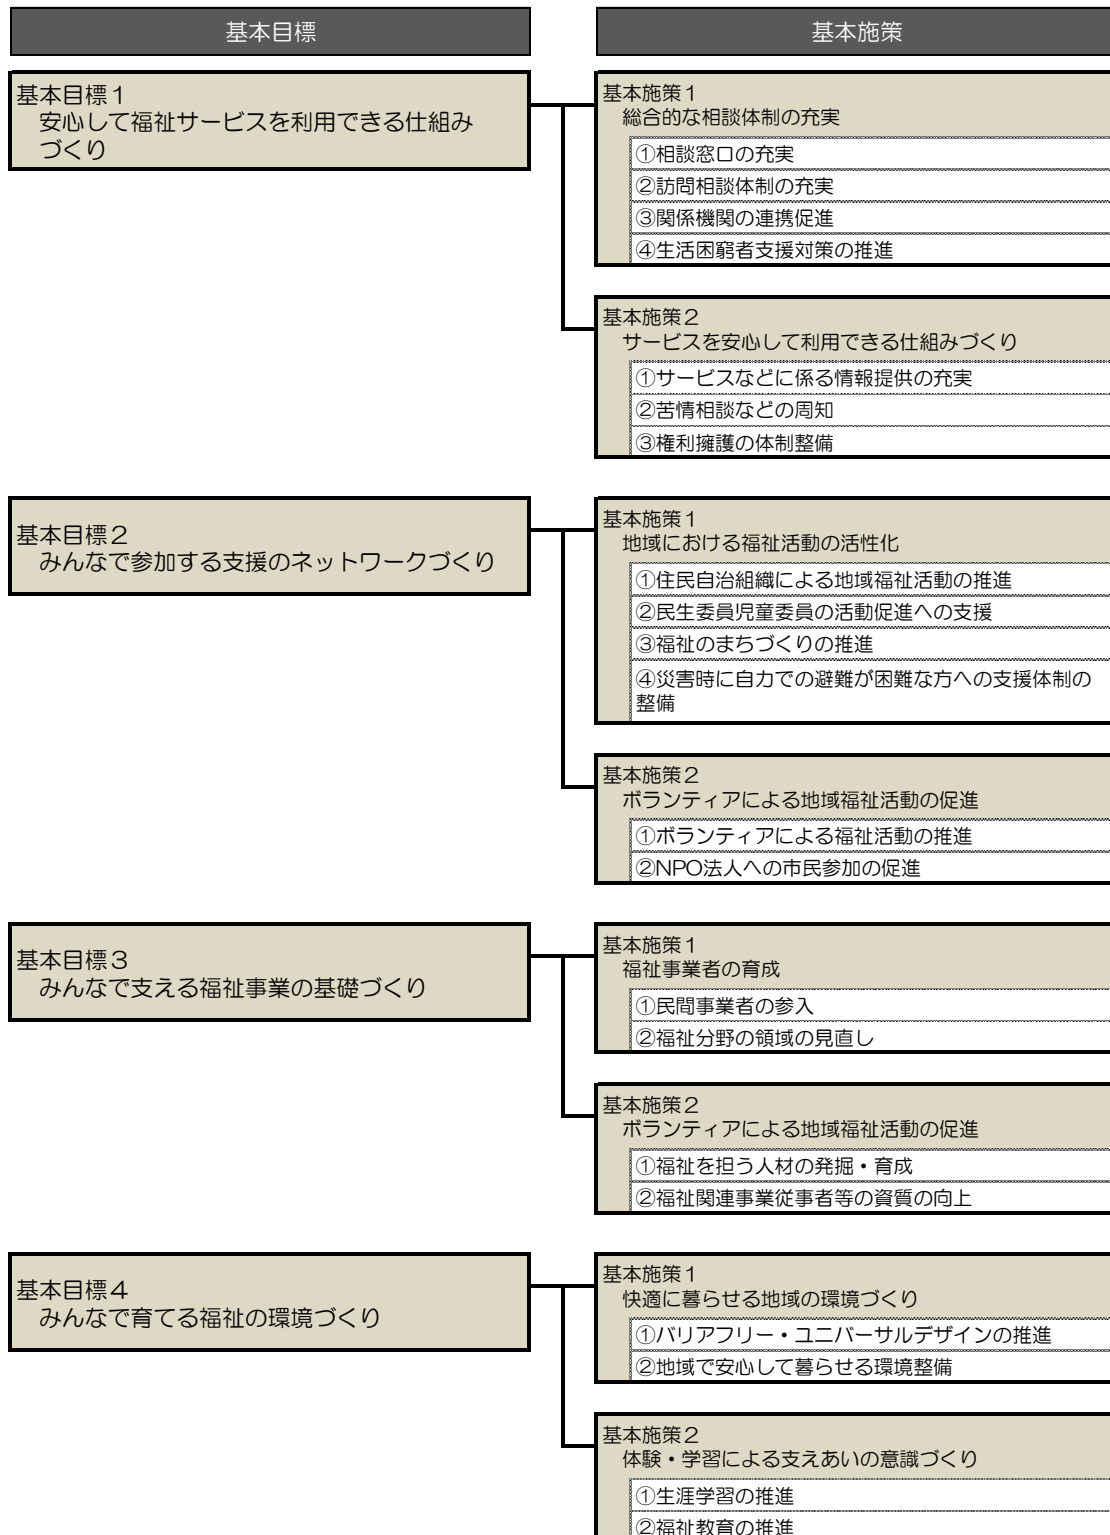 基本目標
基本施策
基本目標１
安心して福祉サービスを利用できる仕組み
づくり
基本施策１
総合的な相談体制の充実
①相談窓口の充実
②訪問相談体制の充実
③関係機関の連携促進
④生活困窮者支援対策の推進
基本施策２
サービスを安心して利用できる仕組みづくり
①サービスなどに係る情報提供の充実
②苦情相談などの周知
③権利擁護の体制整備
基本目標２
みんなで参加する支援のネットワークづくり
基本施策１
地域における福祉活動の活性化
①住民自治組織による地域福祉活動の推進
②民生委員児童委員の活動促進への支援
③福祉のまちづくりの推進
④災害時に自力での避難が困難な方への支援体制の
整備
基本施策２
ボランティアによる地域福祉活動の促進
①ボランティアによる福祉活動の推進
②NPO法人への市民参加の促進
基本目標３
みんなで支える福祉事業の基礎づくり
基本施策１
福祉事業者の育成
①民間事業者の参入
②福祉分野の領域の見直し
基本施策２
ボランティアによる地域福祉活動の促進
①福祉を担う人材の発掘・育成
②福祉関連事業従事者等の資質の向上
基本目標４
みんなで育てる福祉の環境づくり
基本施策１
快適に暮らせる地域の環境づくり
①バリアフリー・ユニバーサルデザインの推進
②地域で安心して暮らせる環境整備
基本施策２
体験・学習による支えあいの意識づくり
①生涯学習の推進
②福祉教育の推進